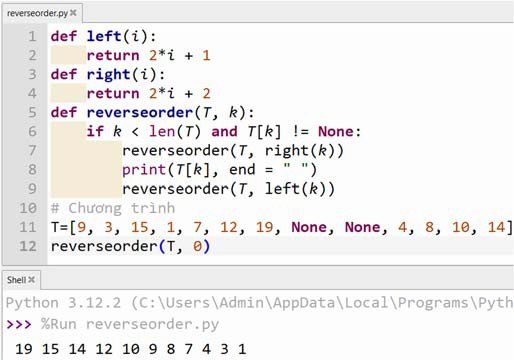 reverseorder.py
1 def left(i):
2     return 2*i + 1
3 def right(i):
4     return 2*i + 2
5 def reverseorder(T, k):
6     if k < len(T) and T[k] != None:
7         reverseorder(T, right(k))
8         print(T[k], end = " ")
9         reverseorder(T, left(k))
10 # Chương trình
11 T=[9, 3, 15, 1, 7, 12, 19, None, None, 4, 8, 10, 14]
12 reverseorder(T, 0)
Shell
Python 3.12.2 (C:\Users\Admin\AppData\Local\Programs\Pyth
>>> %Run reverseorder.py
19 15 14 12 10 9 8 7 4 3 1